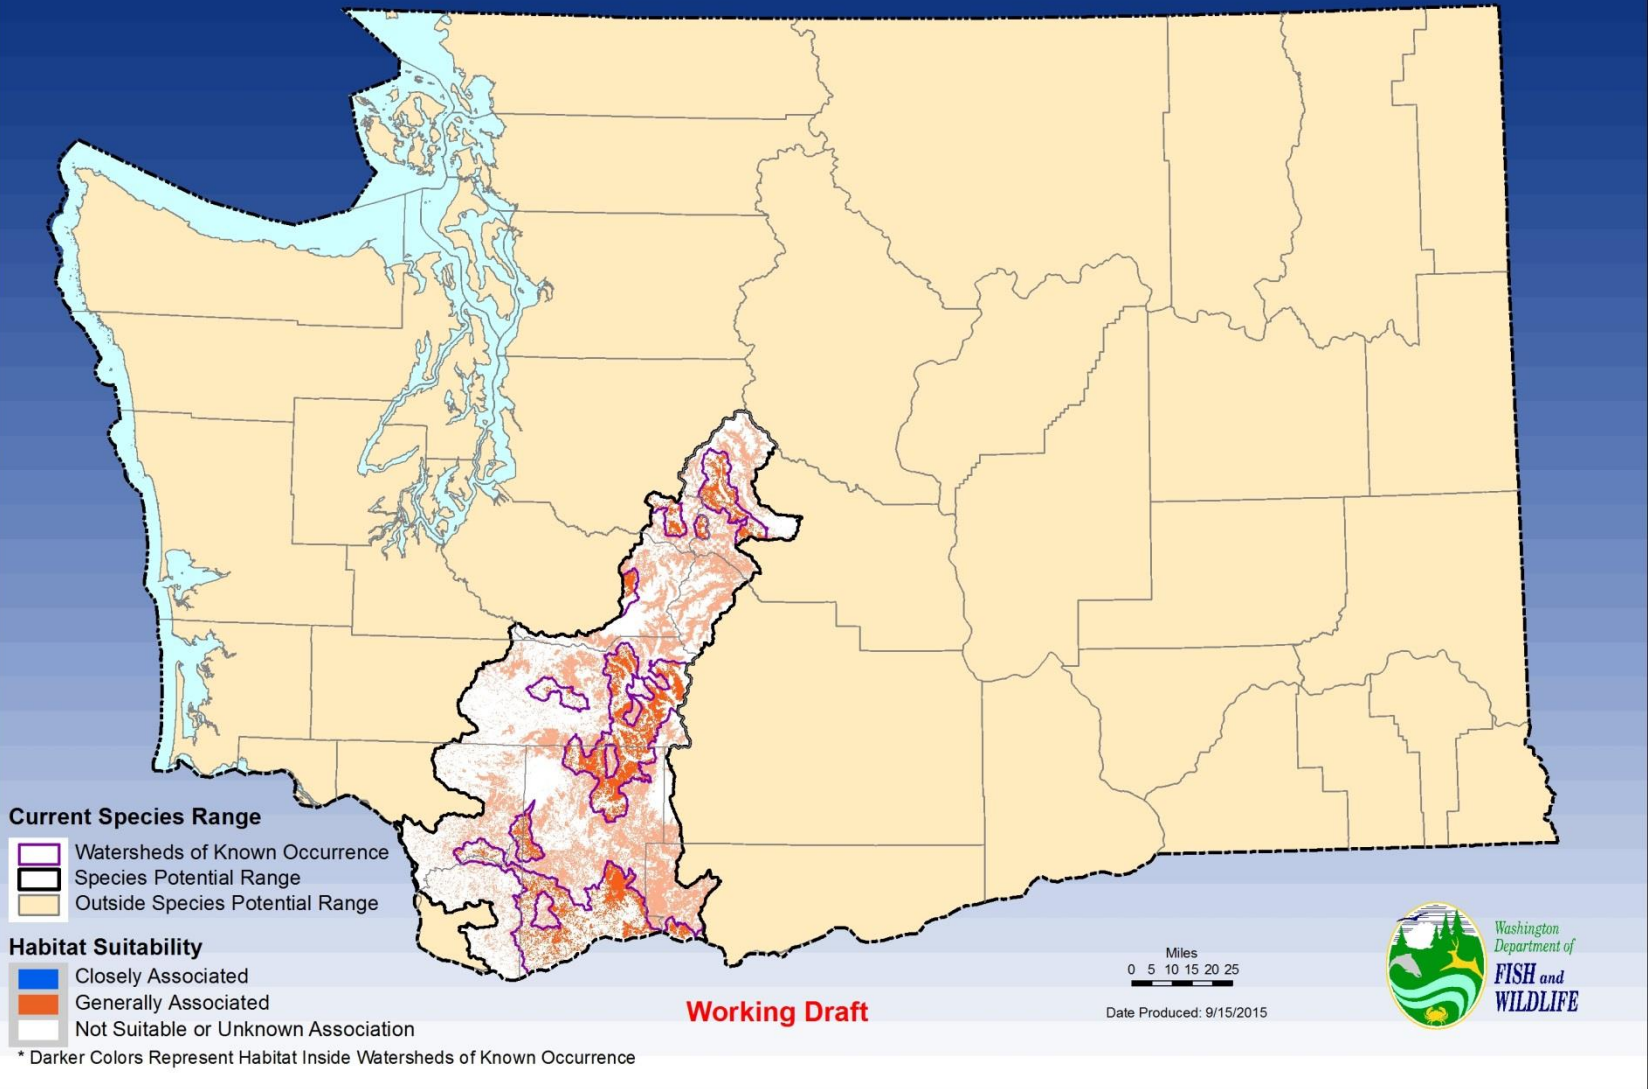 Current Species Range
Watersheds of Known Occurrence
Species Potential Range
Outside Species Potential Range
Habitat Suitability
Closely Associated
Generally Associated
Not Suitable or Unknown Association
* Darker Colors Represent Habitat Inside Watersheds of Known Occurrence
Working Draft
Miles
0 5 10 15 20 25
Date Produced: 9/15/2015
Washington
Department of
FISH and
WILDLIFE